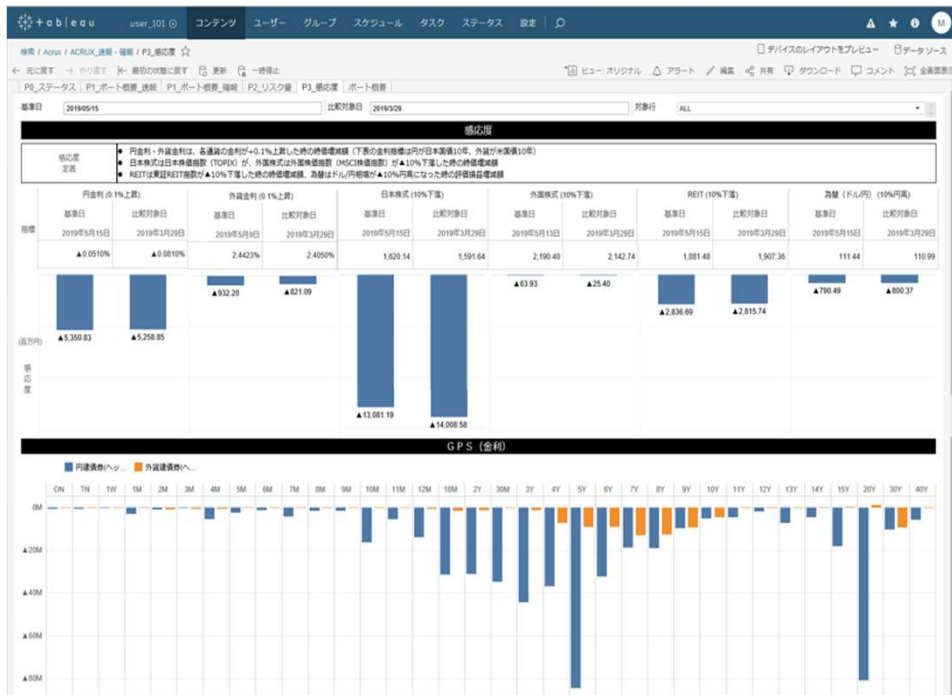 + a b | e a u user_101 コンテンツ ユーザー グループ スケジュール タスク ステータス 設定 M
検索 / Acrux / ACRUX_速報・確報 / P3_感応度 デバイスのレイアウトをプレビュー データソース
← 元に戻す → やり直す 最初の状態に戻す 更新 一時停止 ビュー: オリジナル アラート 編集 共有 ダウンロード コメント 全画面表示
P0_ステータス P1_ポート概要_速報 P1_ポート概要_確報 P2_リスク量 P3_感応度 ポート概要
基準日 2019/05/15 比較対象日 2019/3/29 対象行 ALL
感応度
感応度
定義
● 円金利・外貨金利は、各通貨の金利が+0.1%上昇した時の時価増減額（下表の金利指標は円が日本国債10年、外貨が米国債10年）
● 日本株式は日本株価指数（TOPIX）が、外国株式は外国株価指数（MSCI株価指数）が▲10%下落した時の時価増減額
● REITは東証REIT指数が▲10%下落した時の時価増減額、為替はドル/円相場が▲10%円高になった時の評価損益増減額
円金利 (0.1%上昇) 外貨金利 (0.1%上昇) 日本株式 (10%下落) 外国株式 (10%下落) REIT (10%下落) 為替（ドル/円） (10%円高)
基準日 比較対象日 基準日 比較対象日 基準日 比較対象日 基準日 比較対象日 基準日 比較対象日 基準日 比較対象日
指標 2019年5月15日 2019年3月29日 2019年5月9日 2019年3月29日 2019年5月15日 2019年3月29日 2019年5月13日 2019年3月29日 2019年5月15日 2019年3月29日 2019年5月15日 2019年3月29日
▲0.0510% ▲0.0810% 2.4423% 2.4050% 1,620.14 1,591.64 2,190.40 2,142.74 1,881.48 1,907.36 111.44 110.99
▲63.93 ▲25.40
▲932.20 ▲821.09 ▲790.49 ▲800.37
▲2,836.69 ▲2,815.74
(百万円) ▲5,350.83 ▲5,258.85
感
応
度
▲13,081.19
▲14,008.58
ＧＰＳ（金利）
円建債券(ヘッ... 外貨建債券(ヘ...
ON TN 1W 1M 2M 3M 4M 5M 6M 7M 8M 9M 10M 11M 12M 18M 2Y 30M 3Y 4Y 5Y 6Y 7Y 8Y 9Y 10Y 11Y 12Y 13Y 14Y 15Y 20Y 30Y 40Y
0M
▲20M
▲40M
▲60M
▲80M